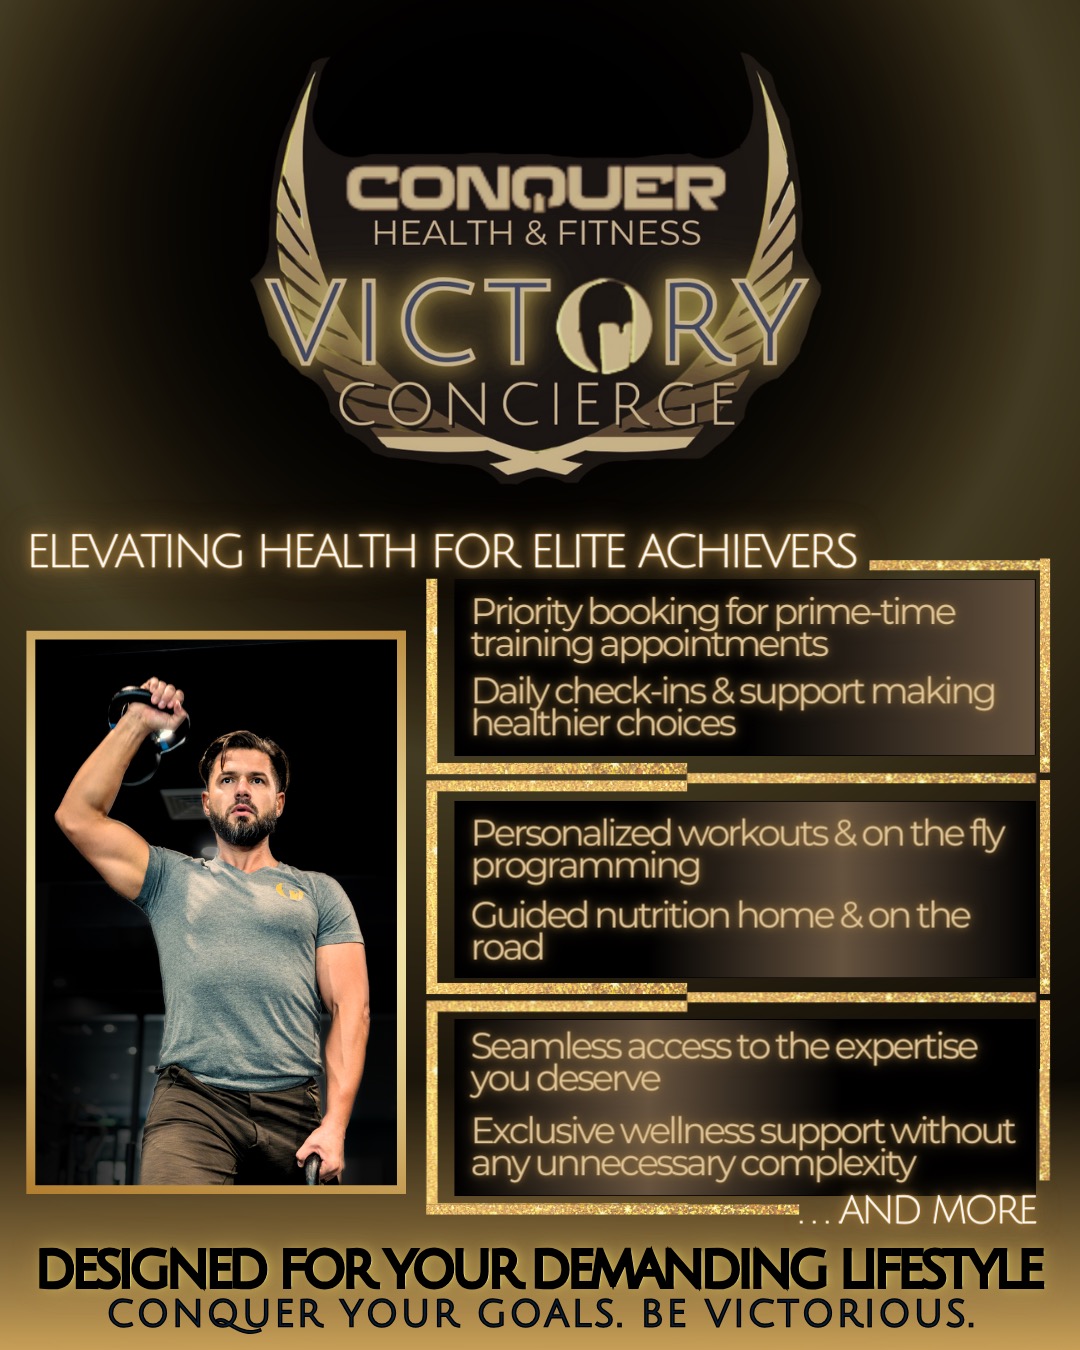 CONQUER
HEALTH & FITNESS
VICTORY
CONCIERGE
ELEVATING HEALTH FOR ELITE ACHIEVERS
Priority booking for prime-time
training appointments
Daily check-ins & support making
healthier choices
Personalized workouts & on the fly
programming
Guided nutrition home & on the
road
Seamless access to the expertise
you deserve
Exclusive wellness support without
any unnecessary complexity
...AND MORE
DESIGNED FOR YOUR DEMANDING LIFESTYLE
CONQUER YOUR GOALS. BE VICTORIOUS.